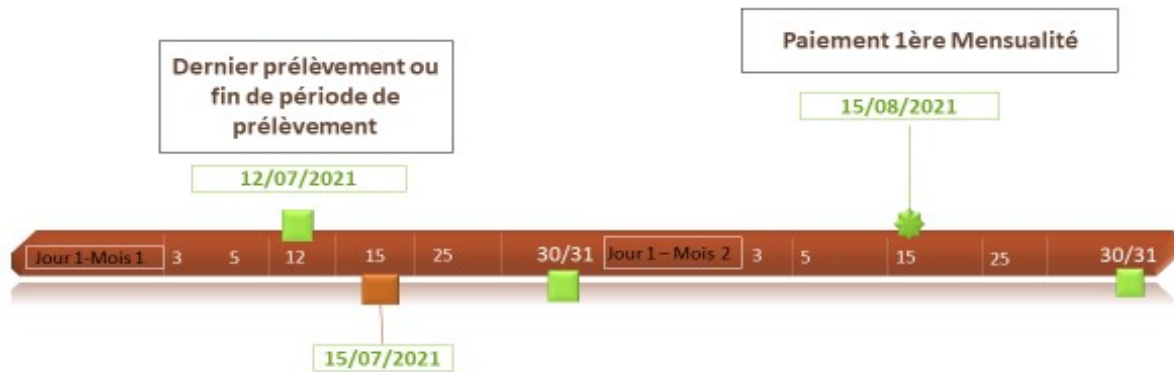 Dernier prélèvement ou
fin de période de
prélèvement
12/07/2021
Paiement 1ère Mensualité
15/08/2021
Jour 1-Mois 1 3 5 12 15 25 30/31 Jour 1 – Mois 2 3 5 15 25 30/31
15/07/2021